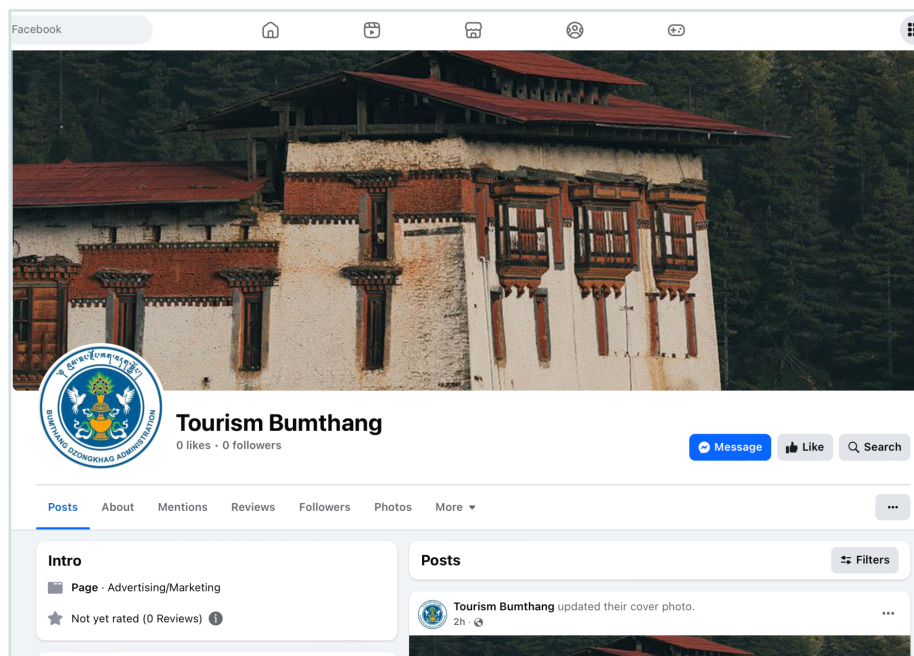 Facebook
BUMTHANG DZONGKHAG ADMINISTRATION
Tourism Bumthang
0 likes · 0 followers
Message
Like
Search
Posts
About
Mentions
Reviews
Followers
Photos
More
Intro
Page · Advertising/Marketing
Not yet rated (0 Reviews)
Posts
Filters
Tourism Bumthang updated their cover photo.
2h ·